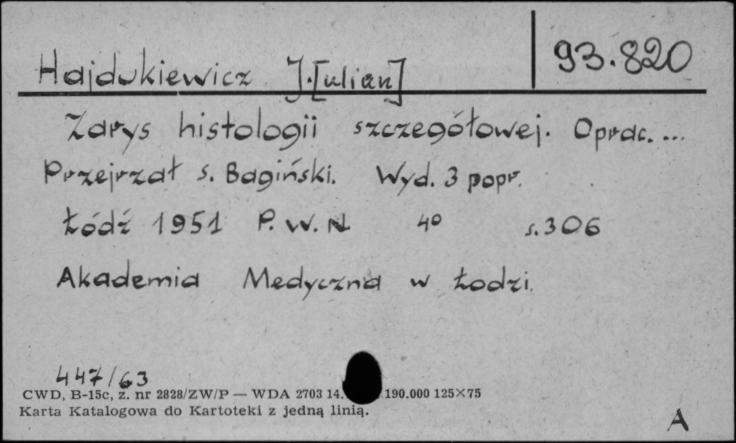 93.820
Hajdukiewicz J.[ulian]
Zarys histologii szczegółowej. Oprac. ...
Przejrzał S. Bagiński. Wyd. 3 popr.
Łódź 1951 P.W.N. 4° s. 306
Akademia Medyczna w Łodzi.
447/63
CWD, B-15c, z. nr 2828/ZW/P — WDA 2703 14. 190.000 125×75
Karta Katalogowa do Kartoteki z jedną linią.
A